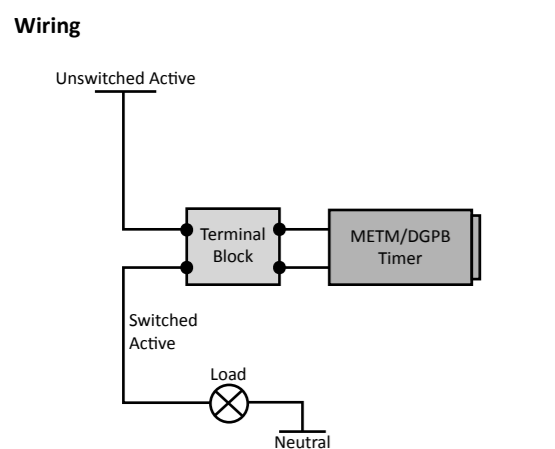 Wiring
Unswitched Active
Terminal
Block
METM/DGPB
Timer
Switched
Active
Load
Neutral